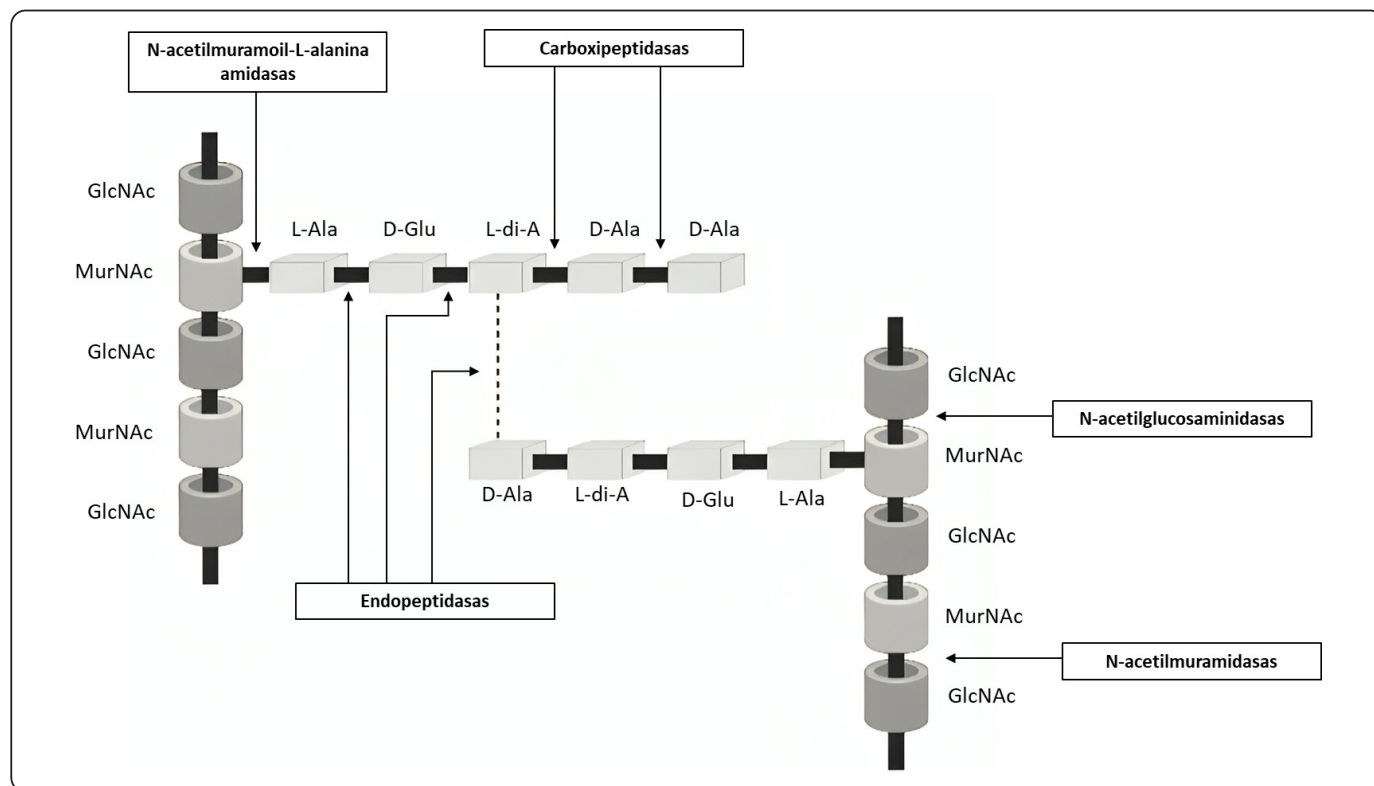 N-acetilmuramoil-L-alanina
amidasas
Carboxipeptidasas
GlcNAc
L-Ala
D-Glu
L-di-A
D-Ala
D-Ala
MurNAc
GlcNAc
MurNAc
GlcNAc
GlcNAc
N-acetilglucosaminidasas
MurNAc
D-Ala
L-di-A
D-Glu
L-Ala
GlcNAc
Endopeptidasas
MurNAc
N-acetilmuramidasas
GlcNAc